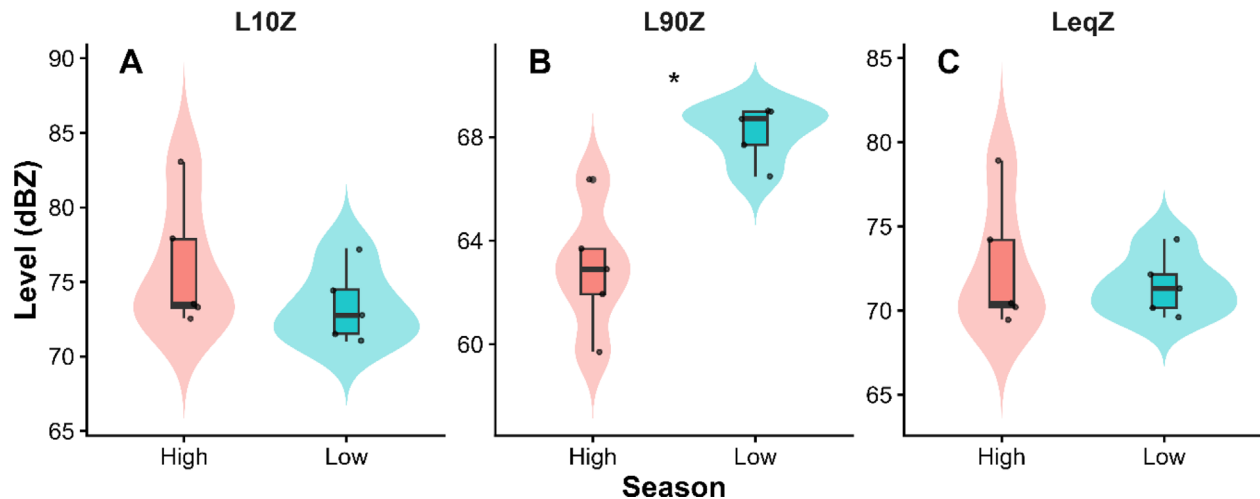 L10Z
L90Z
LeqZ
A
B
C
*
Level (dBZ)
90
85
80
75
70
65
68
64
60
85
80
75
70
65
High
Low
High
Low
High
Low
Season